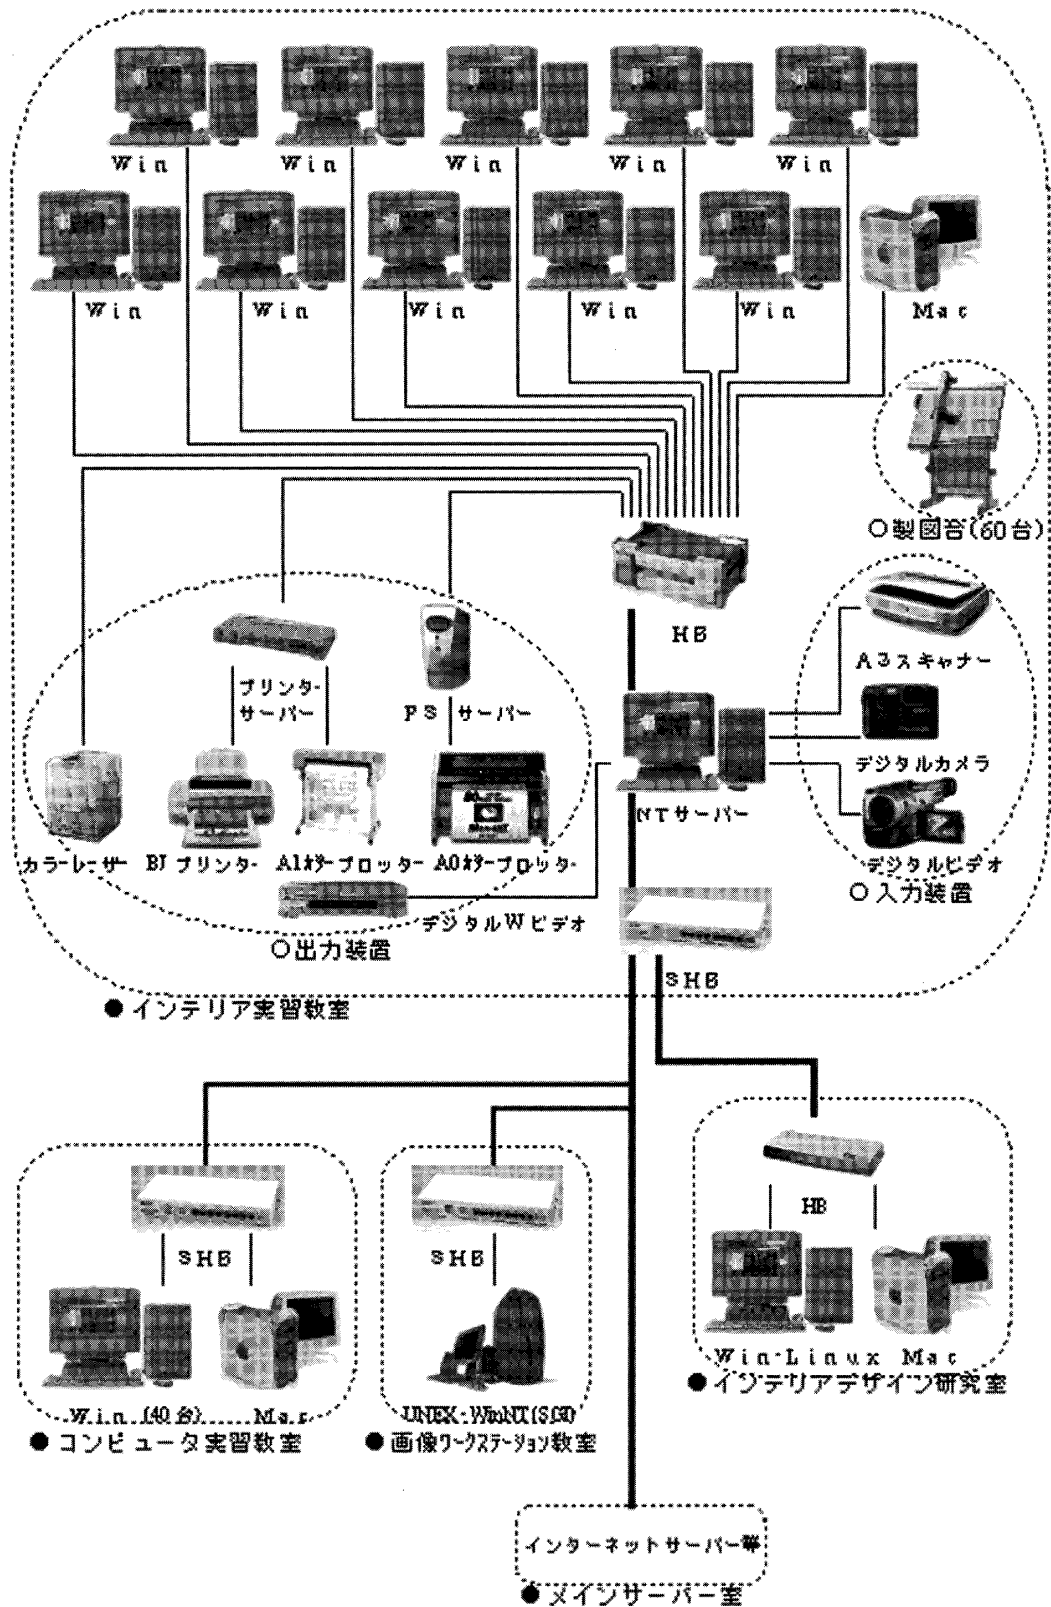 Win Win Win Win Win
Win Win Win Win Win Mac
○製図台(60台)
HB
A3スキャナー
プリンター
サーバー
PSサーバー
デジタルカメラ
NTサーバー
カラーレーザー BJプリンター A1カラープロッター A0カラープロッター
デジタルビデオ
○入力装置
デジタルWビデオ
○出力装置
SHB
●インテリア実習教室
HB
SHB SHB
Win・Linux Mac
●インテリアデザイン研究室
Win (40台) Mac UNIX・WinNT(SGI)
●コンピュータ実習教室 ●画像ワークステーション教室
インターネットサーバー等
●メインサーバー室